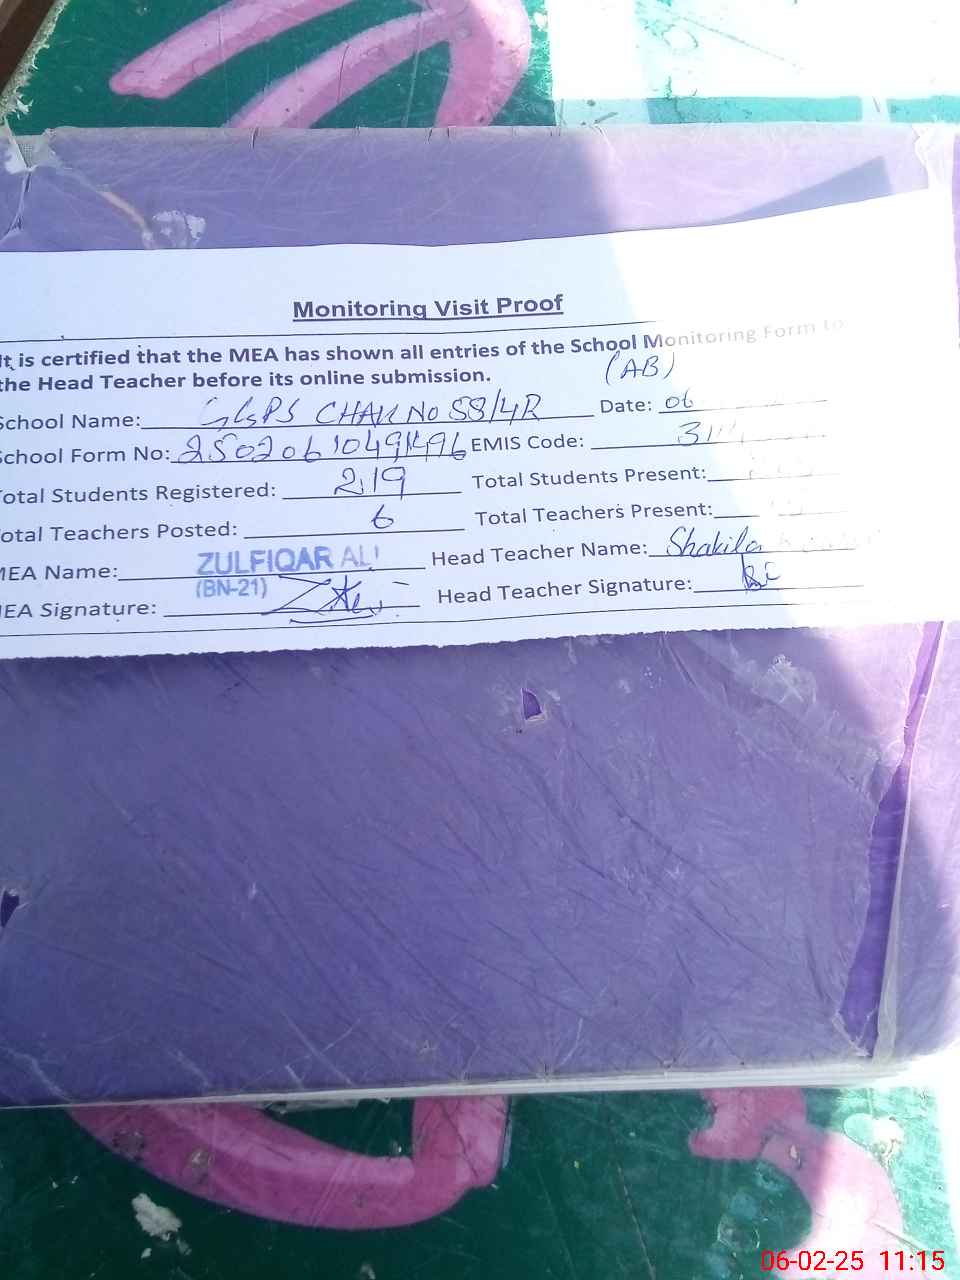 Monitoring Visit Proof
It is certified that the MEA has shown all entries of the School Monitoring Form to
the Head Teacher before its online submission. (AB)
School Name: GGPS CHAK NO 58/4R Date: 06
School Form No: EMIS Code: 31
Total Students Registered: 219 Total Students Present:
Total Teachers Posted: 6 Total Teachers Present:
MEA Name: ZULFIQAR ALI Head Teacher Name: Shakila
(BN-21)
MEA Signature: Head Teacher Signature:
06-02-25 11:15